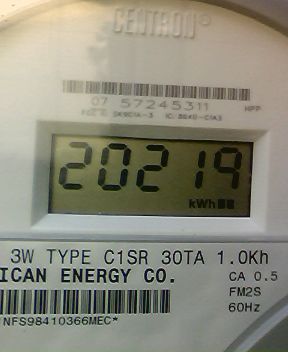 CENTRON®
07 57245311
20219
kWh
3W TYPE C1SR 30TA 1.0Kh
ICAN ENERGY CO.
CA 0.5
FM2S
60Hz
NFS98410366MEC*